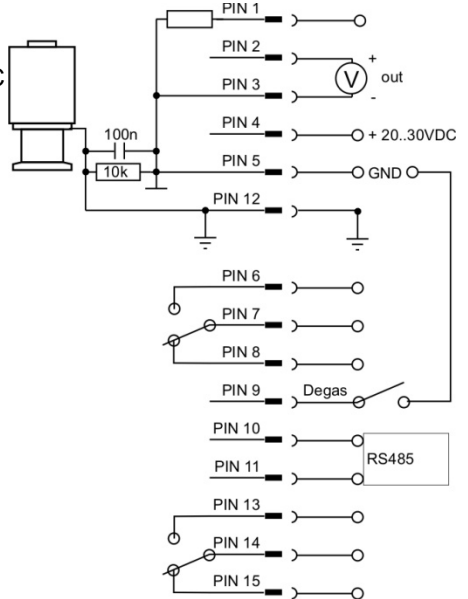 PIN 1
PIN 2
+
C
V
out
PIN 3
-
PIN 4
100n
+ 20..30VDC
PIN 5
10k
GND
PIN 12
PIN 6
PIN 7
PIN 8
PIN 9
Degas
PIN 10
RS485
PIN 11
PIN 13
PIN 14
PIN 15